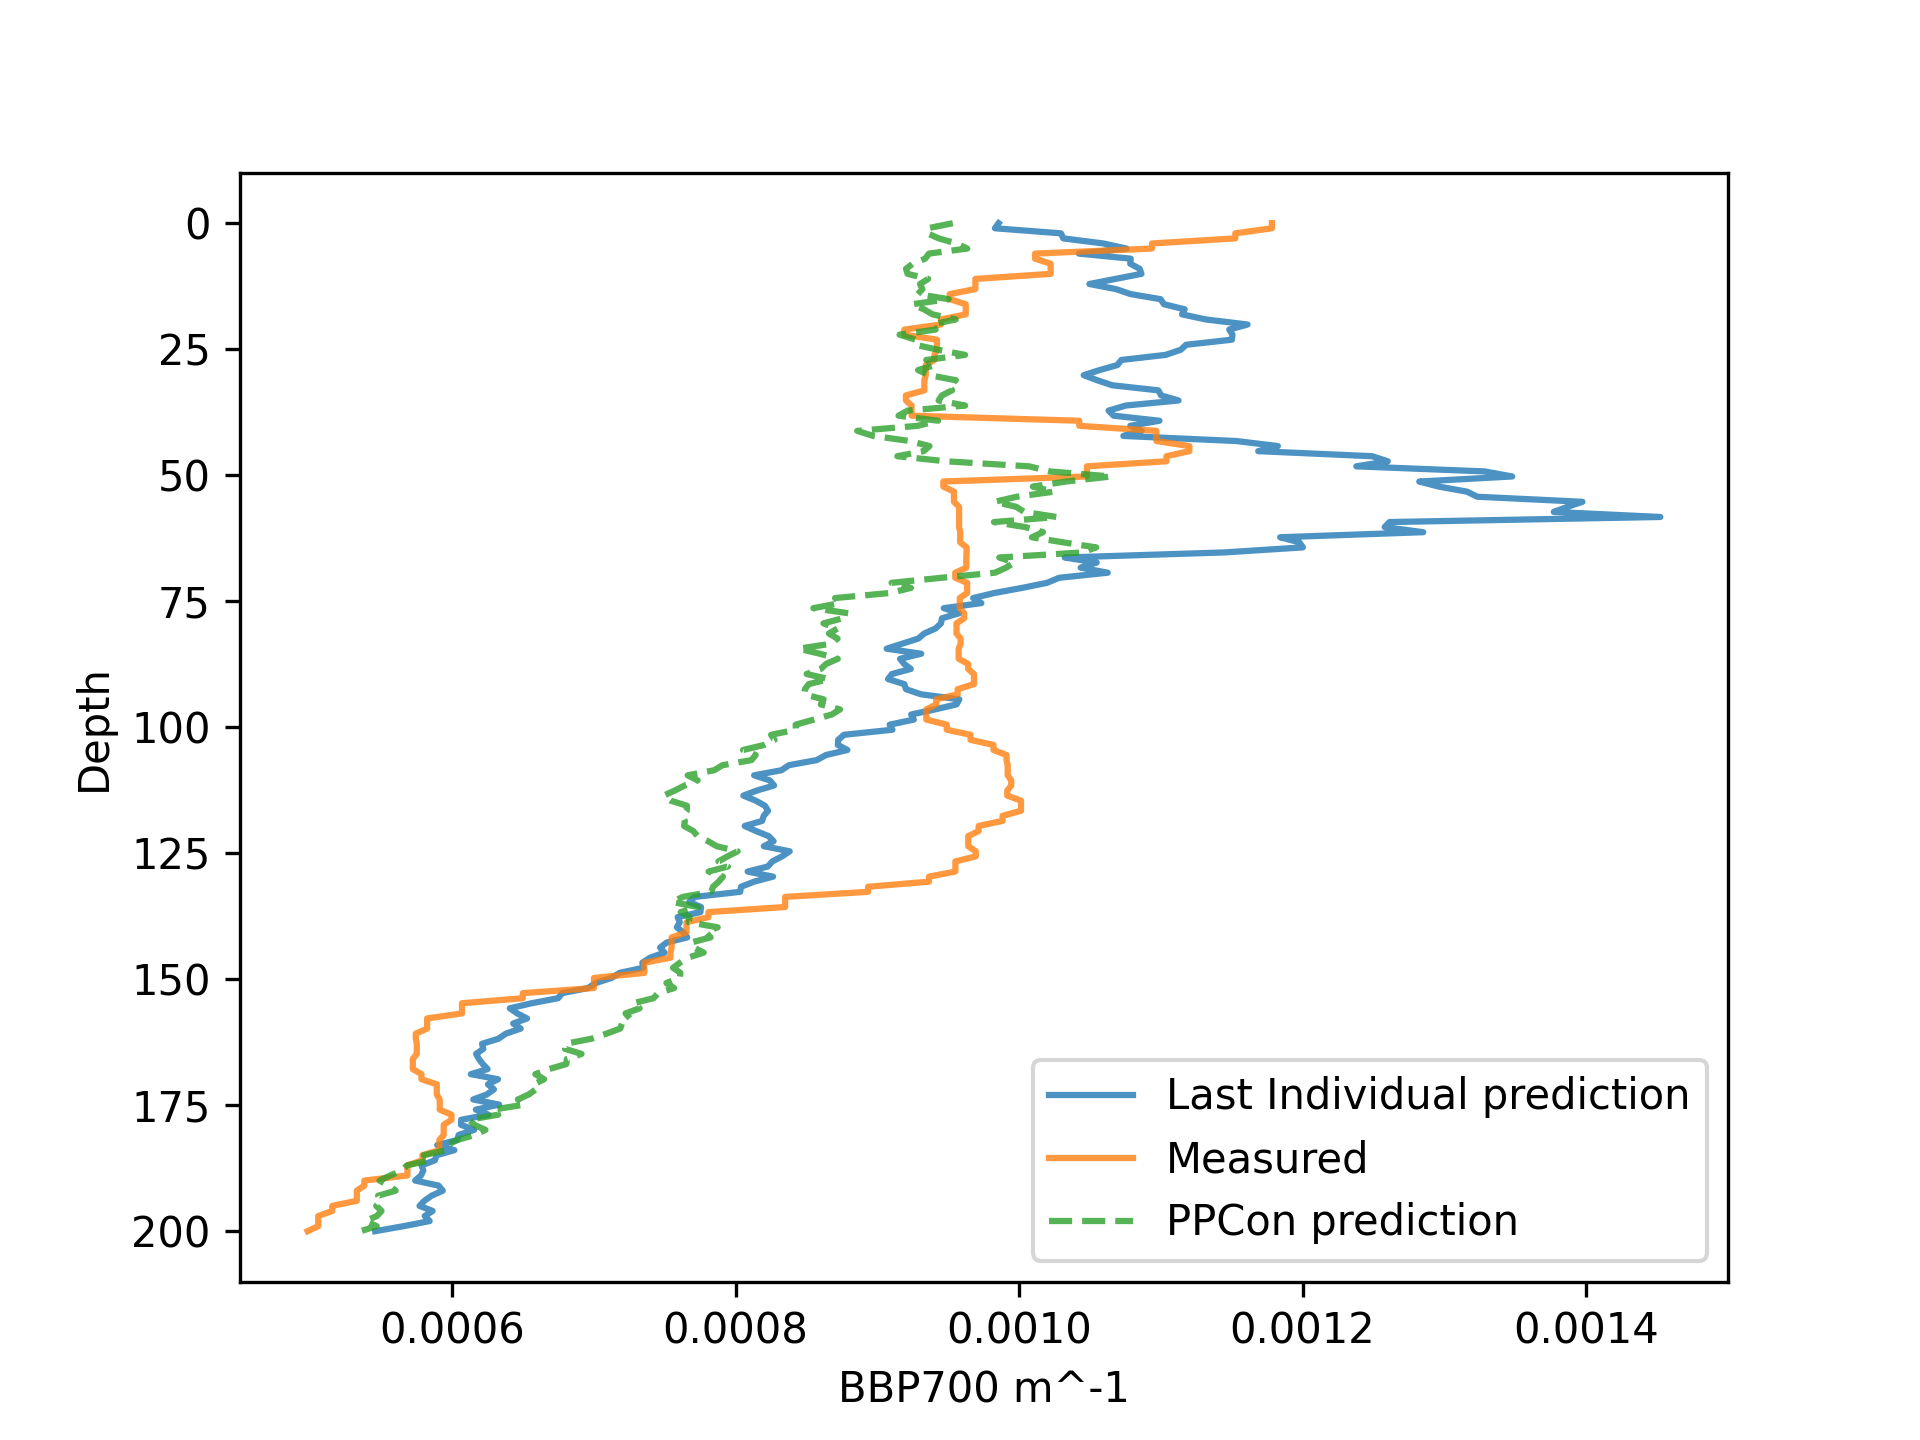 0
25
50
75
100
125
150
175
200
Depth
0.0006 0.0008 0.0010 0.0012 0.0014
BBP700 m^-1
Last Individual prediction
Measured
PPCon prediction